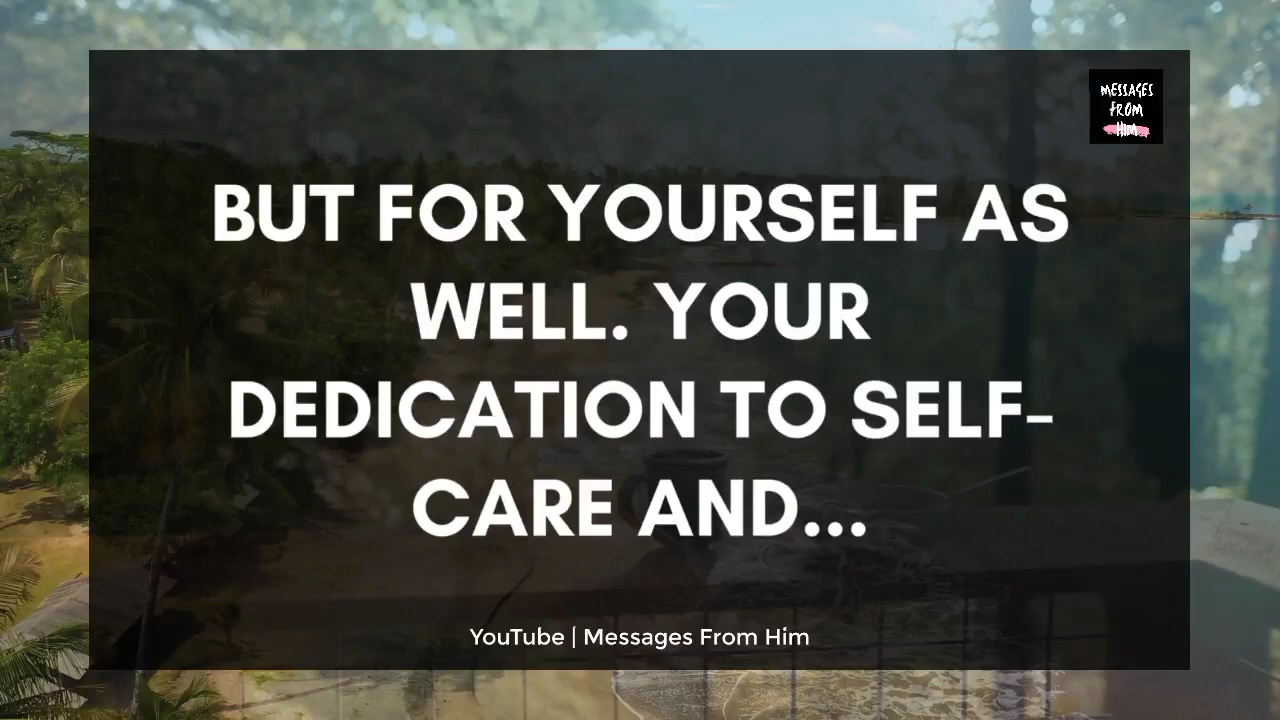 MESSAGES
FROM
HIM
BUT FOR YOURSELF AS
WELL. YOUR
DEDICATION TO SELF-
CARE AND...
YouTube | Messages From Him